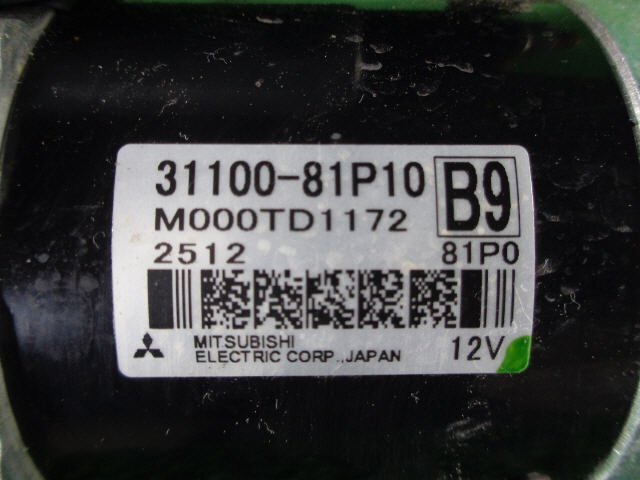 31100-81P10 B9
M000TD1172
2512 81P0
MITSUBISHI
ELECTRIC CORP.,JAPAN 12V